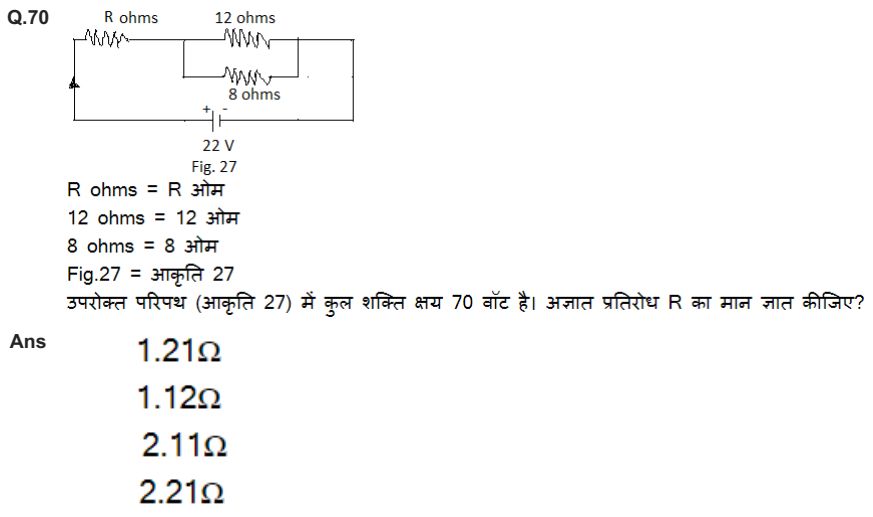 Q.70
R ohms 12 ohms
8 ohms
+ -
22 V
Fig. 27
R ohms = R ओम
12 ohms = 12 ओम
8 ohms = 8 ओम
Fig.27 = आकृति 27
उपरोक्त परिपथ (आकृति 27) में कुल शक्ति क्षय 70 वॉट है। अज्ञात प्रतिरोध R का मान ज्ञात कीजिए?
Ans
1.21Ω
1.12Ω
2.11Ω
2.21Ω